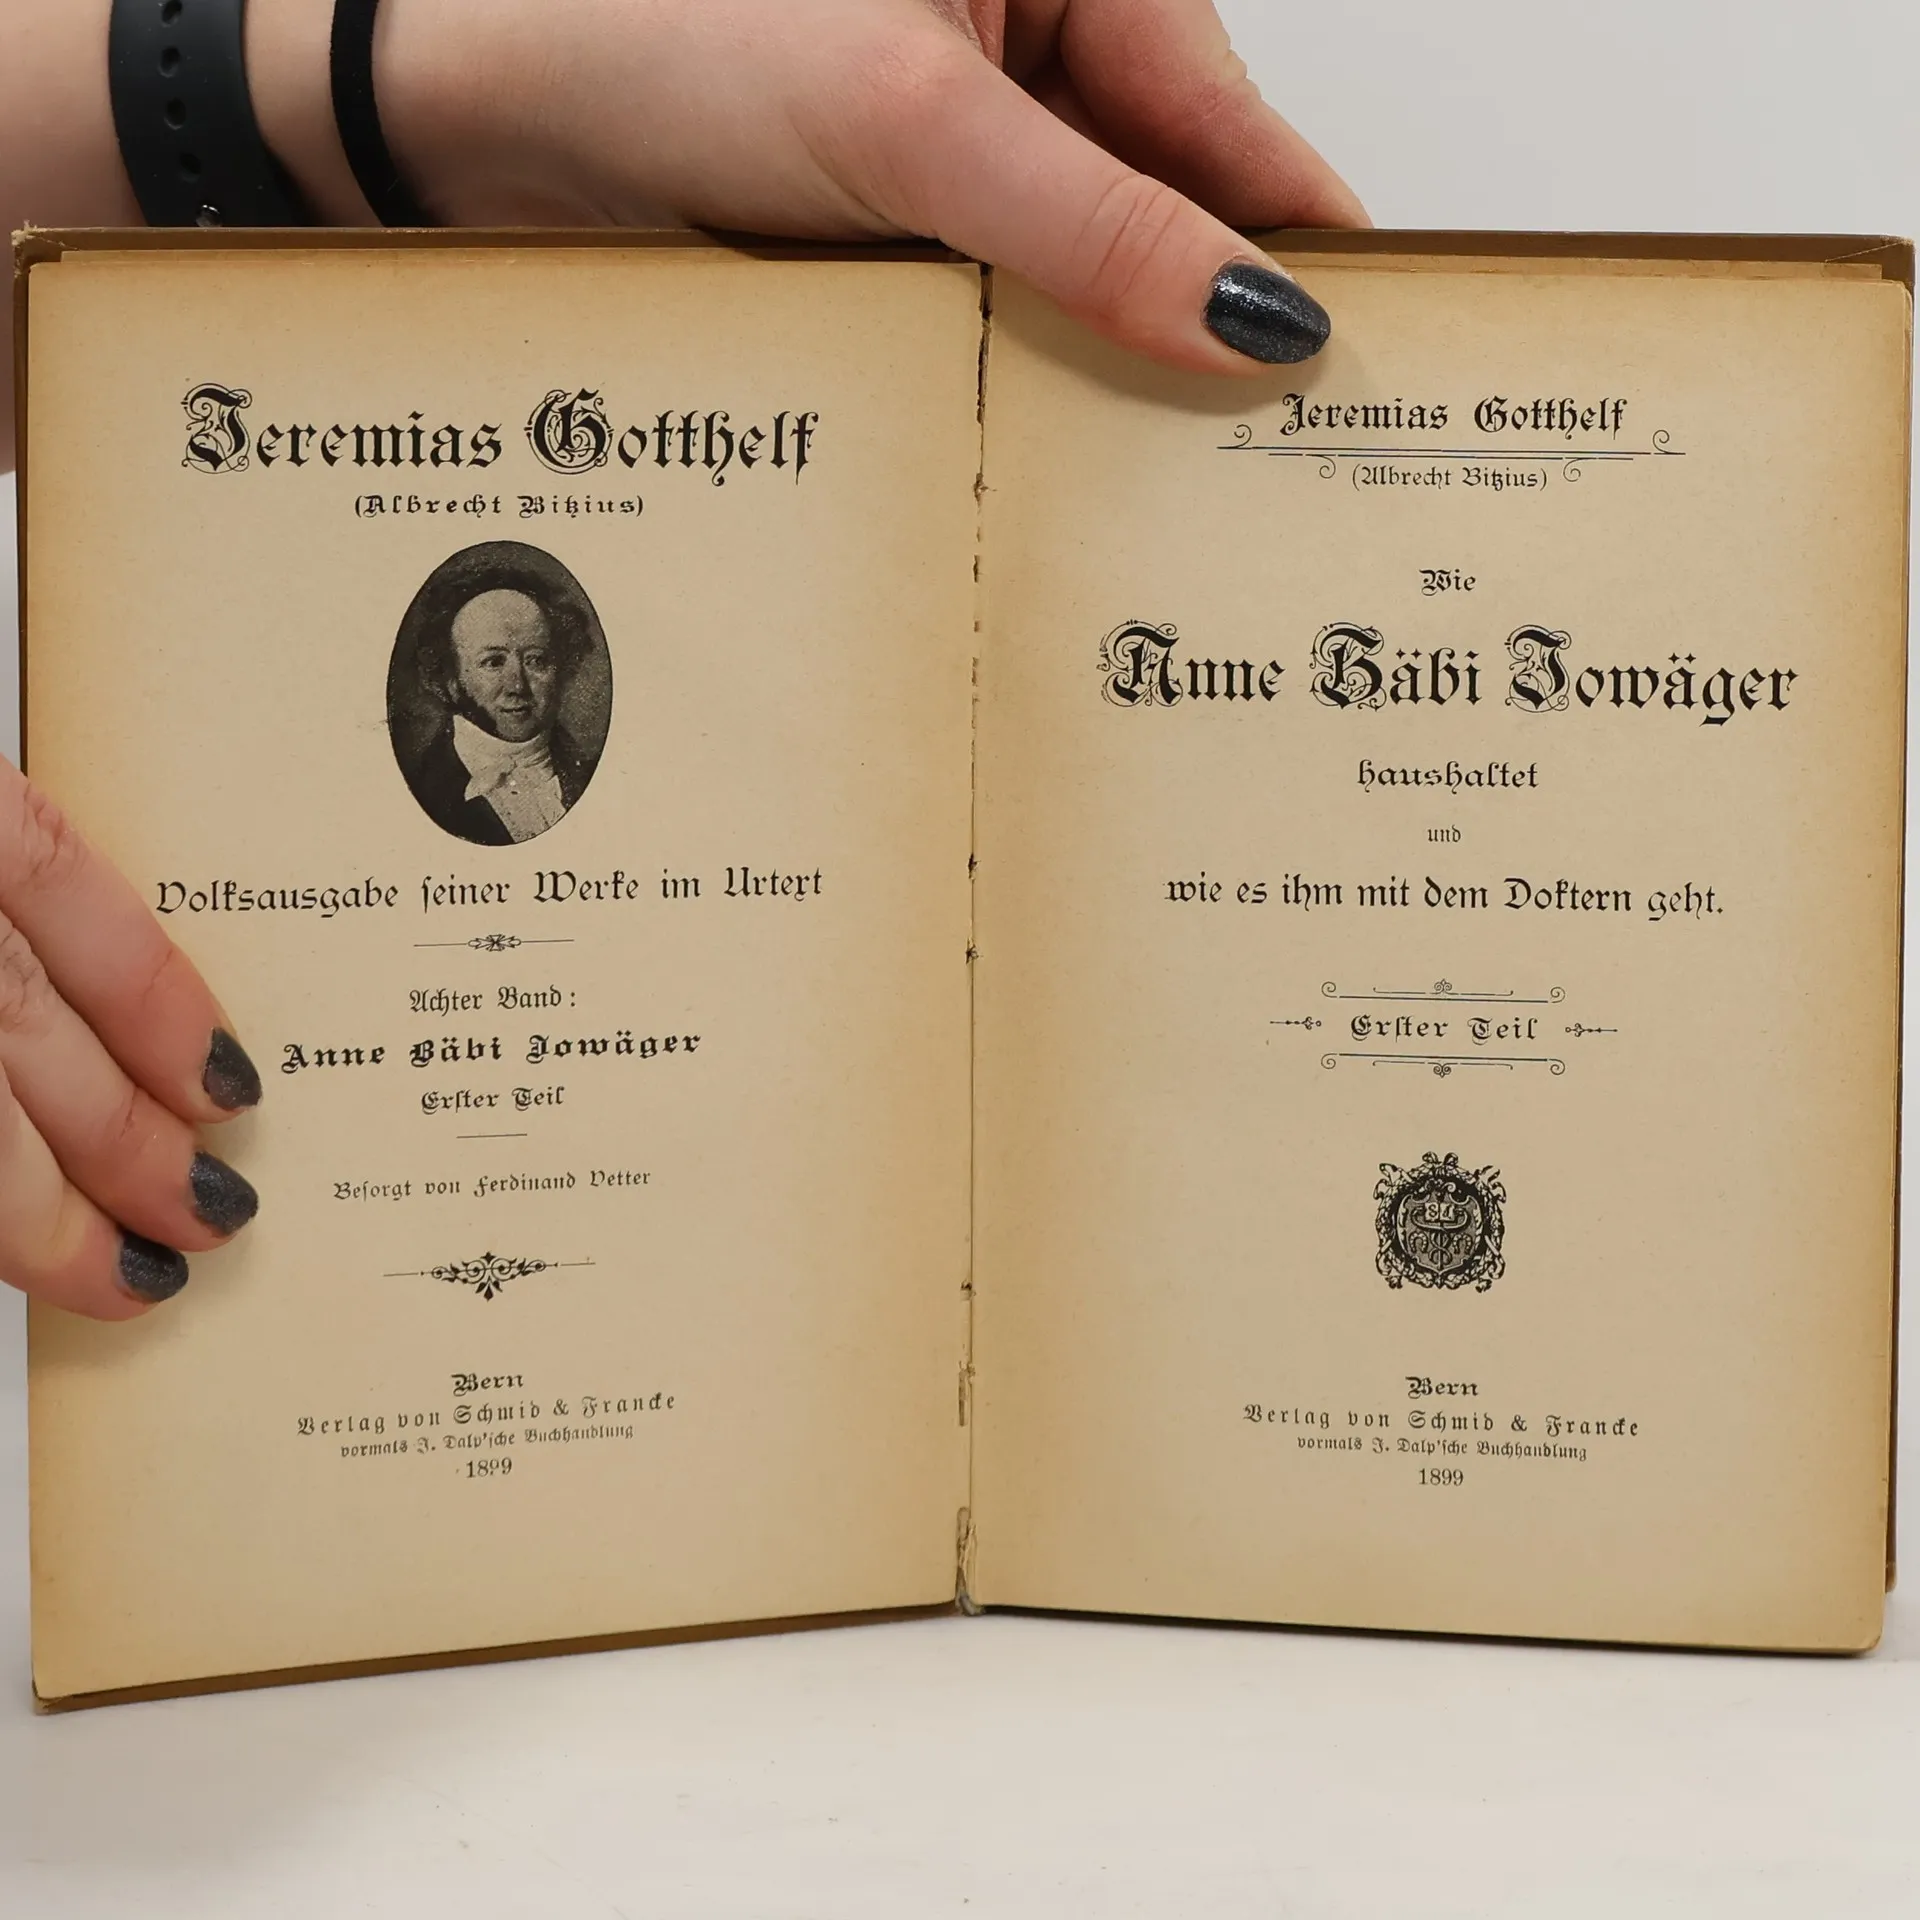 Jeremias Gotthelf
(Albrecht Bitzius)
Volksausgabe seiner Werke im Urtext
Achter Band:
Anne Bäbi Jowäger
Erster Teil
Besorgt von Ferdinand Vetter
Bern
Verlag von Schmid & Francke
vormals J. Dalp'sche Buchhandlung
1899
Jeremias Gotthelf
(Albrecht Bitzius)
Wie
Anne Bäbi Jowäger
haushaltet
und
wie es ihm mit dem Doktern geht.
Erster Teil
Bern
Verlag von Schmid & Francke
vormals J. Dalp'sche Buchhandlung
1899